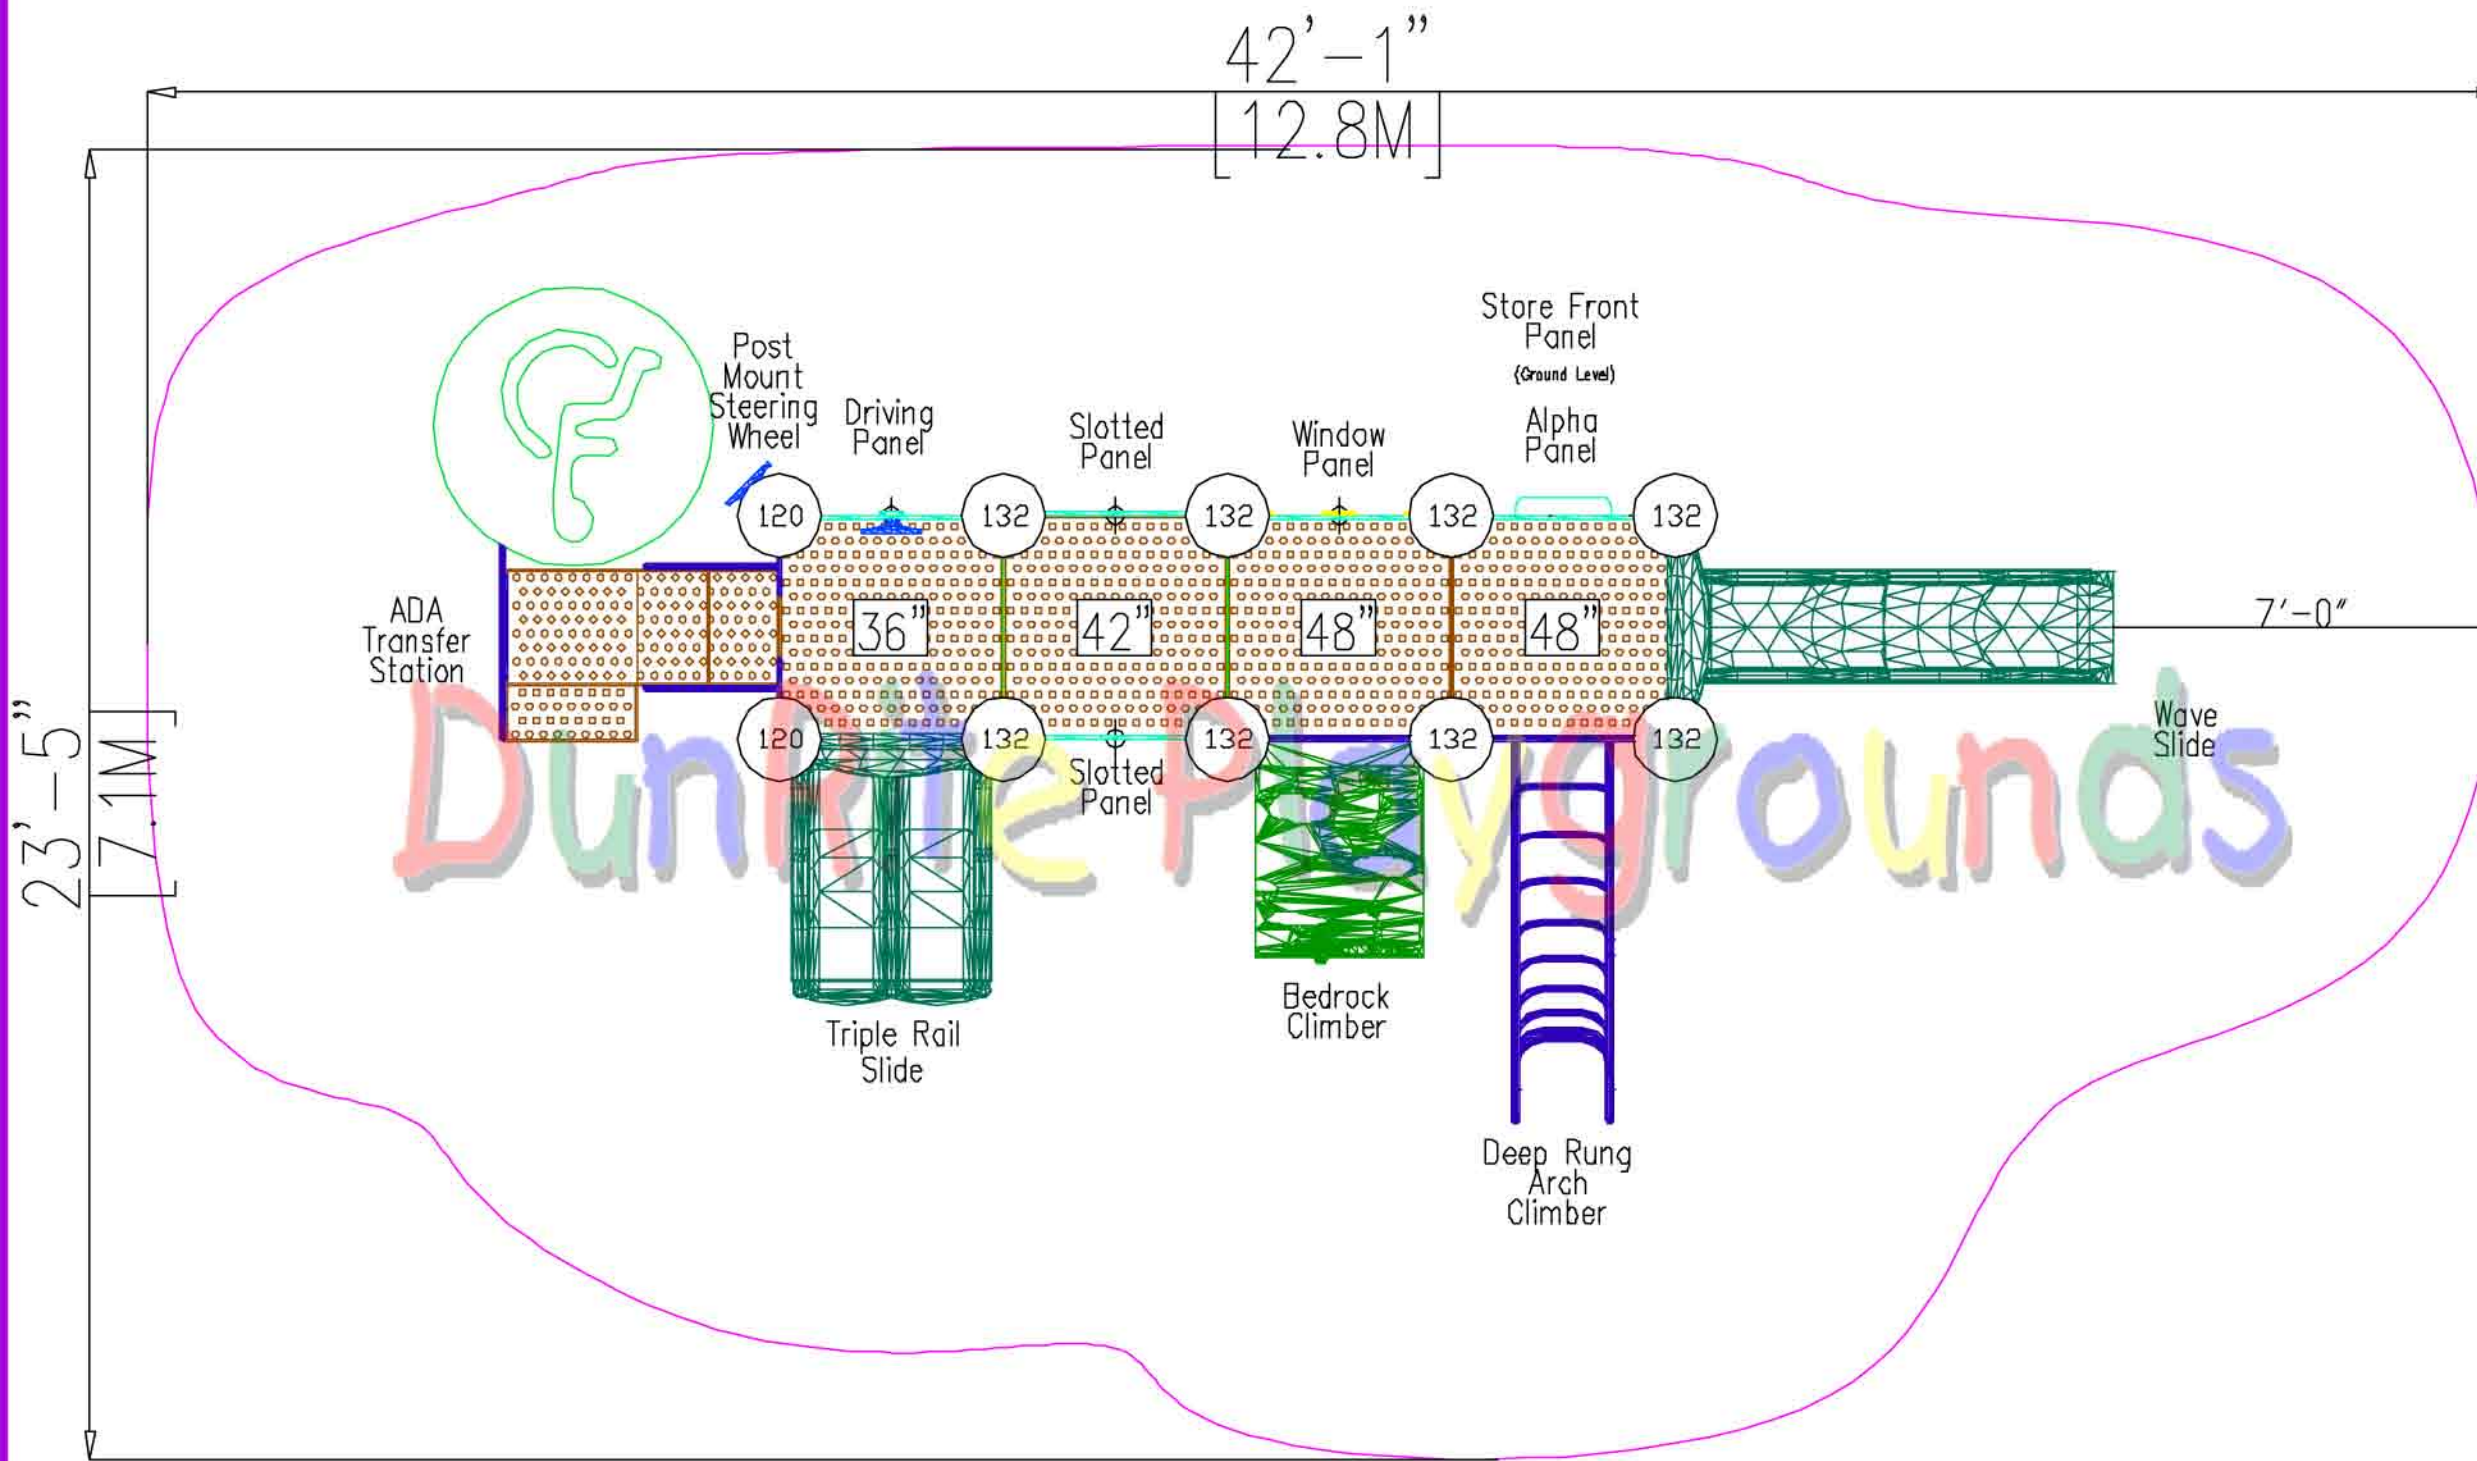 42'-1"
[12.8M]
23'-5"
[7.1M]
Post
Mount
Steering
Wheel
Driving
Panel
Slotted
Panel
Window
Panel
Store Front
Panel
(Ground Level)
Alpha
Panel
120
132
132
132
132
ADA
Transfer
Station
36"
42"
48"
48"
7'-0"
120
132
132
132
132
Slotted
Panel
Wave
Slide
Dunrite Playgrounds
Triple Rail
Slide
Bedrock
Climber
Deep Rung
Arch
Climber